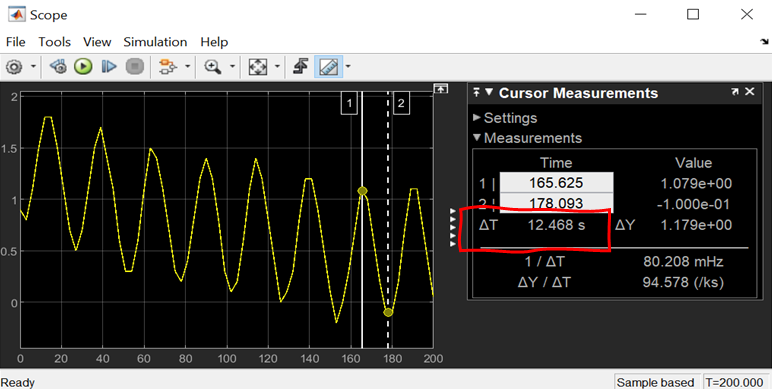 Scope
File Tools View Simulation Help
1 2
2
1.5
1
0.5
0
0 20 40 60 80 100 120 140 160 180 200
Cursor Measurements
Settings
Measurements
Time Value
1 | 165.625 1.079e+00
2 | 178.093 -1.000e-01
ΔT 12.468 s ΔY 1.179e+00
1 / ΔT 80.208 mHz
ΔY / ΔT 94.578 (/ks)
Ready Sample based T=200.000